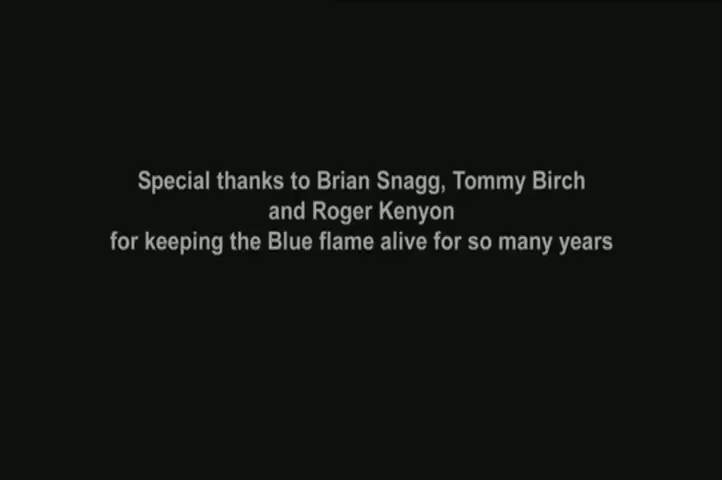 Special thanks to Brian Snagg, Tommy Birch
and Roger Kenyon
for keeping the Blue flame alive for so many years